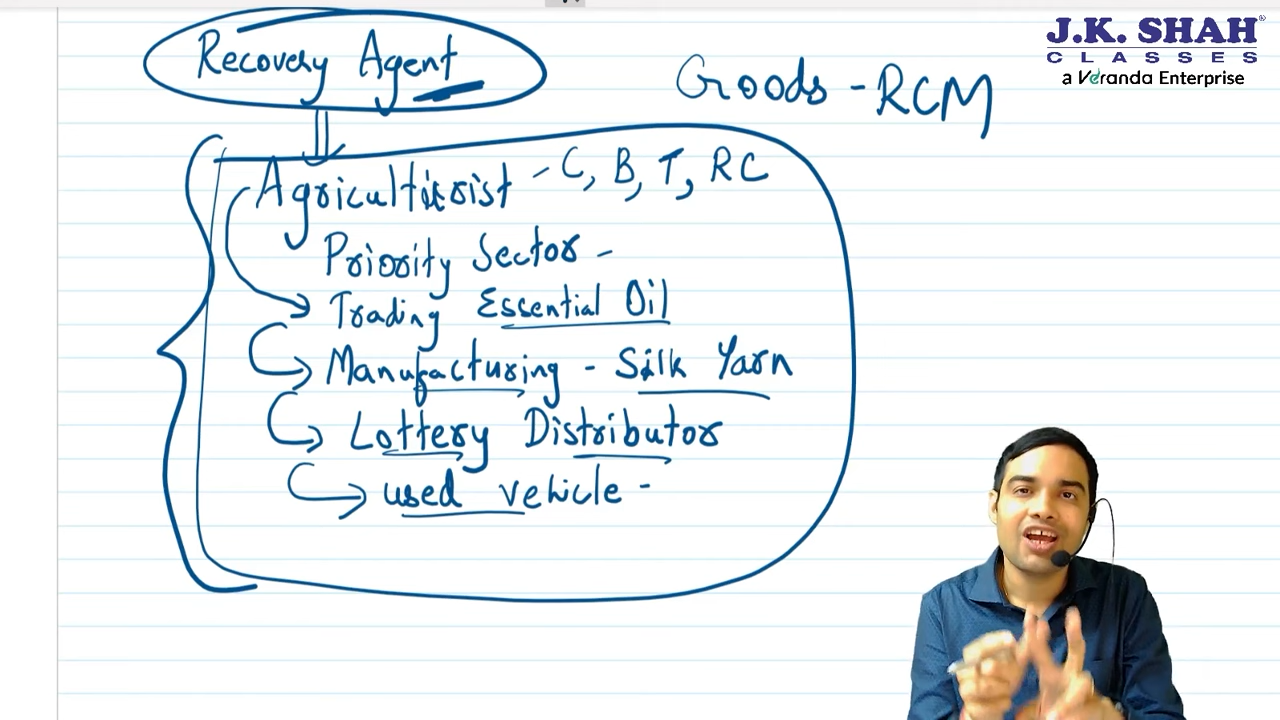 Recovery Agent
Goods - RCM
J.K. SHAH®
CLASSES
a Veranda Enterprise
Agriculturist - C, B, T, RC
Priority Sector -
Trading Essential Oil
Manufacturing - Silk Yarn
Lottery Distributor
used vehicle -